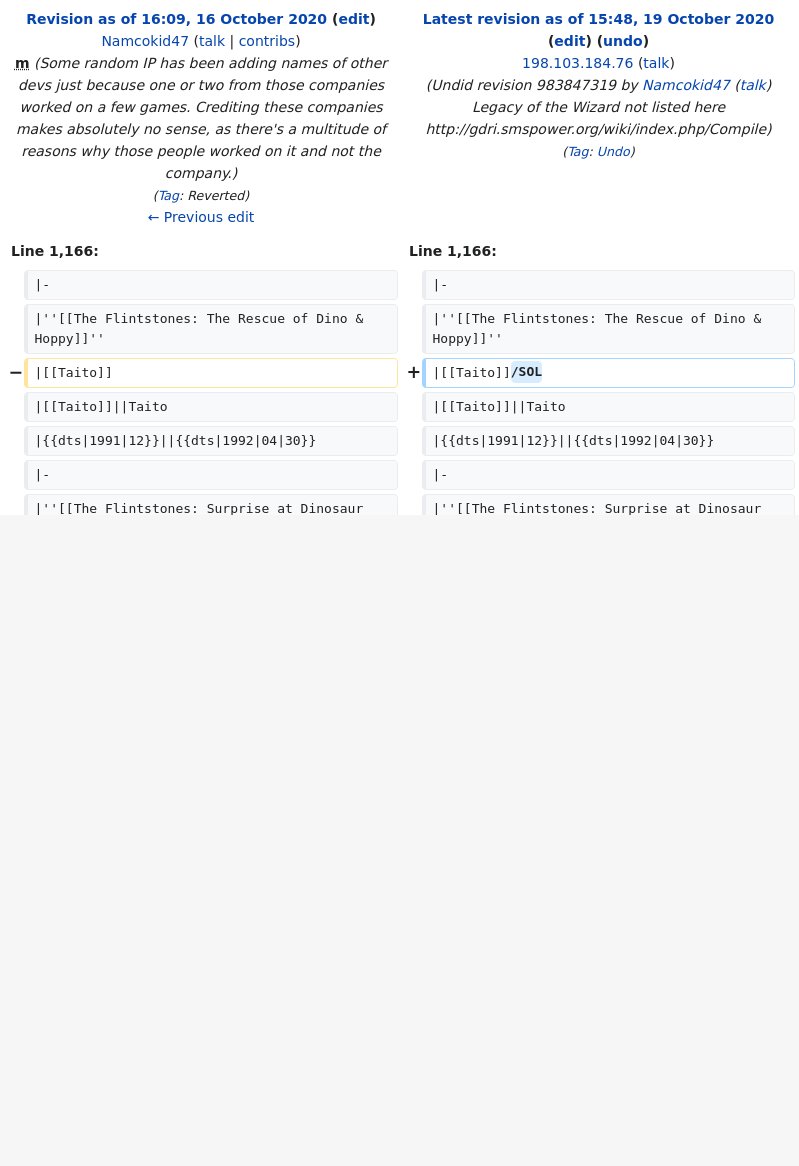 Revision as of 16:09, 16 October 2020 (edit)
Namcokid47 (talk | contribs)
m (Some random IP has been adding names of other
devs just because one or two from those companies
worked on a few games. Crediting these companies
makes absolutely no sense, as there's a multitude of
reasons why those people worked on it and not the
company.)
(Tag: Reverted)
← Previous edit
Latest revision as of 15:48, 19 October 2020
(edit) (undo)
198.103.184.76 (talk)
(Undid revision 983847319 by Namcokid47 (talk)
Legacy of the Wizard not listed here
http://gdri.smspower.org/wiki/index.php/Compile)
(Tag: Undo)
Line 1,166:
Line 1,166:
|-
|-
|''[[The Flintstones: The Rescue of Dino &
Hoppy]]''
|''[[The Flintstones: The Rescue of Dino &
Hoppy]]''
− |[[Taito]]
+ |[[Taito]]/SOL
|[[Taito]]||Taito
|[[Taito]]||Taito
|{{dts|1991|12}}||{{dts|1992|04|30}}
|{{dts|1991|12}}||{{dts|1992|04|30}}
|-
|-
|''[[The Flintstones: Surprise at Dinosaur
|''[[The Flintstones: Surprise at Dinosaur